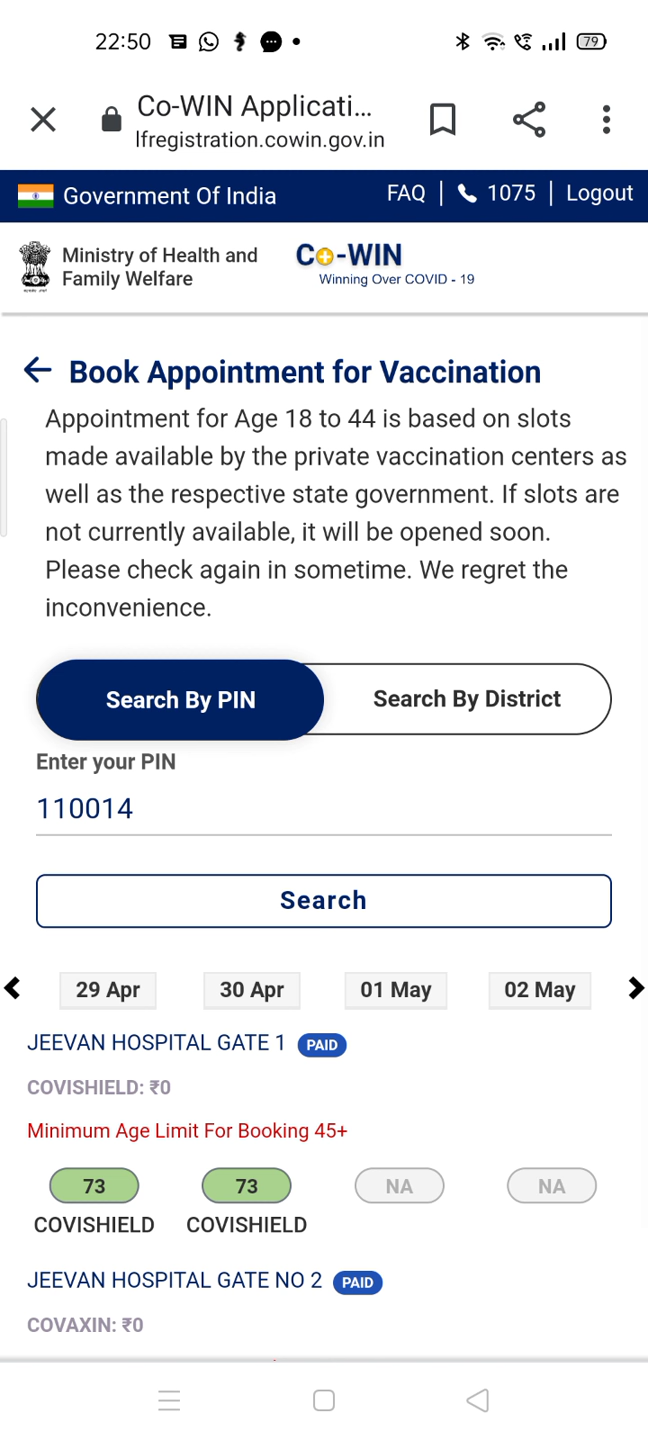 22:50
79
Co-WIN Applicati...
lfregistration.cowin.gov.in
Government Of India FAQ | 1075 | Logout
Ministry of Health and
Family Welfare
Co-WIN
Winning Over COVID - 19
Book Appointment for Vaccination
Appointment for Age 18 to 44 is based on slots
made available by the private vaccination centers as
well as the respective state government. If slots are
not currently available, it will be opened soon.
Please check again in sometime. We regret the
inconvenience.
Search By PIN Search By District
Enter your PIN
110014
Search
29 Apr 30 Apr 01 May 02 May
JEEVAN HOSPITAL GATE 1 PAID
COVISHIELD: ₹0
Minimum Age Limit For Booking 45+
73 73 NA NA
COVISHIELD COVISHIELD
JEEVAN HOSPITAL GATE NO 2 PAID
COVAXIN: ₹0